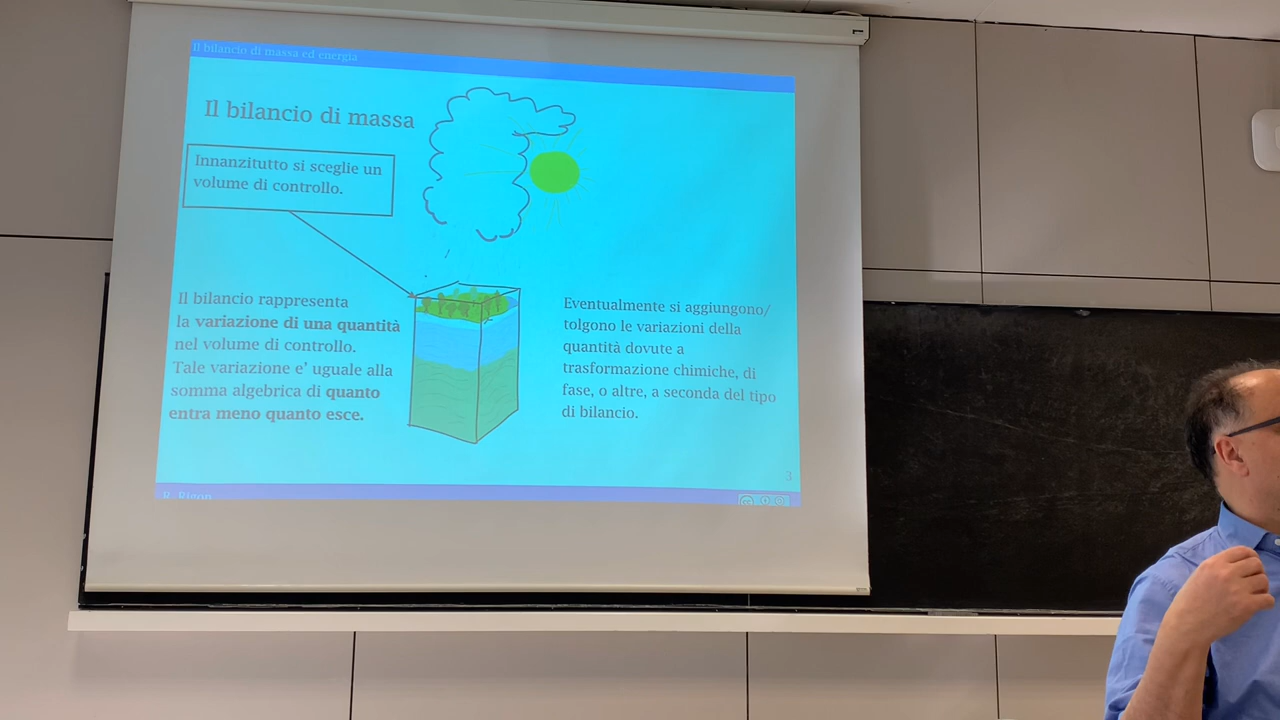 Il bilancio di massa ed energia
Il bilancio di massa
Innanzitutto si sceglie un
volume di controllo.
Il bilancio rappresenta
la variazione di una quantità
nel volume di controllo.
Tale variazione e' uguale alla
somma algebrica di quanto
entra meno quanto esce.
Eventualmente si aggiungono/
tolgono le variazioni della
quantità dovute a
trasformazione chimiche, di
fase, o altre, a seconda del tipo
di bilancio.
3
R. Rigon